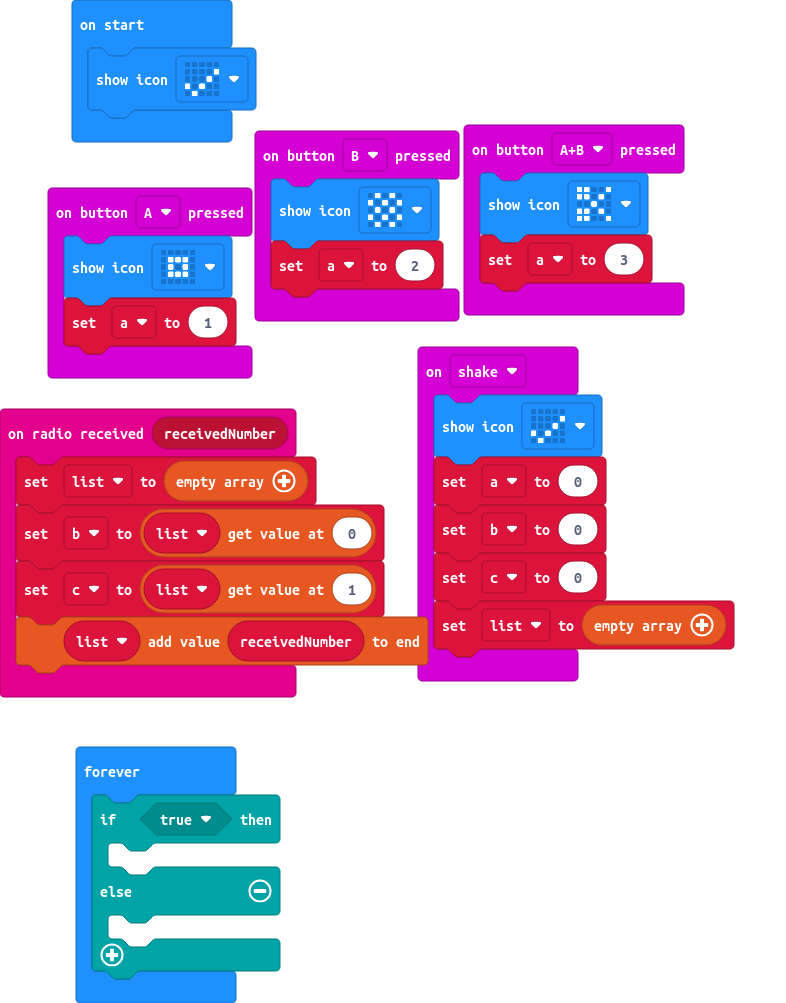 on start
show icon
on button A pressed
show icon
set a to 1
on button B pressed
show icon
set a to 2
on button A+B pressed
show icon
set a to 3
on radio received receivedNumber
set list to empty array
set b to list get value at 0
set c to list get value at 1
list add value receivedNumber to end
on shake
show icon
set a to 0
set b to 0
set c to 0
set list to empty array
forever
if true then
else